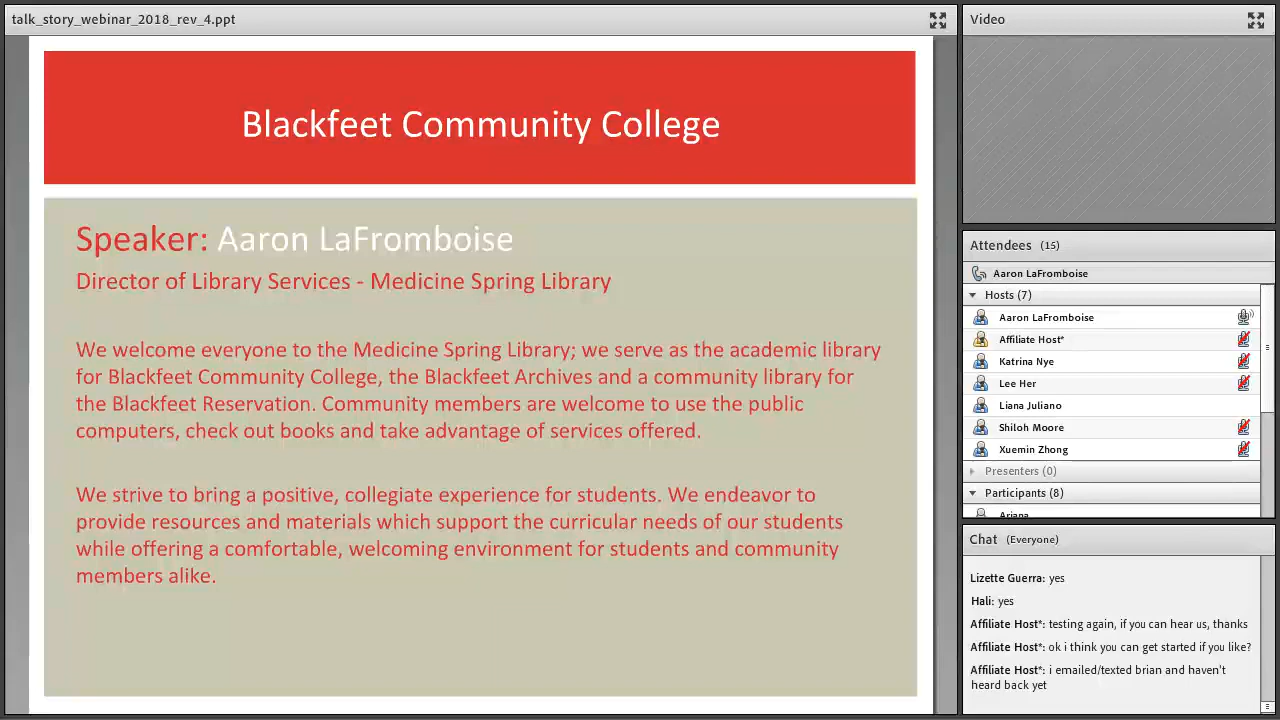 talk_story_webinar_2018_rev_4.ppt
Blackfeet Community College
Speaker: Aaron LaFromboise
Director of Library Services - Medicine Spring Library
We welcome everyone to the Medicine Spring Library; we serve as the academic library
for Blackfeet Community College, the Blackfeet Archives and a community library for
the Blackfeet Reservation. Community members are welcome to use the public
computers, check out books and take advantage of services offered.
We strive to bring a positive, collegiate experience for students. We endeavor to
provide resources and materials which support the curricular needs of our students
while offering a comfortable, welcoming environment for students and community
members alike.
Video
Attendees (15)
Aaron LaFromboise
Hosts (7)
Aaron LaFromboise
Affiliate Host*
Katrina Nye
Lee Her
Liana Juliano
Shiloh Moore
Xuemin Zhong
Presenters (0)
Participants (8)
Ariana
Chat (Everyone)
Lizette Guerra: yes
Hali: yes
Affiliate Host*: testing again, if you can hear us, thanks
Affiliate Host*: ok i think you can get started if you like?
Affiliate Host*: i emailed/texted brian and haven't
heard back yet